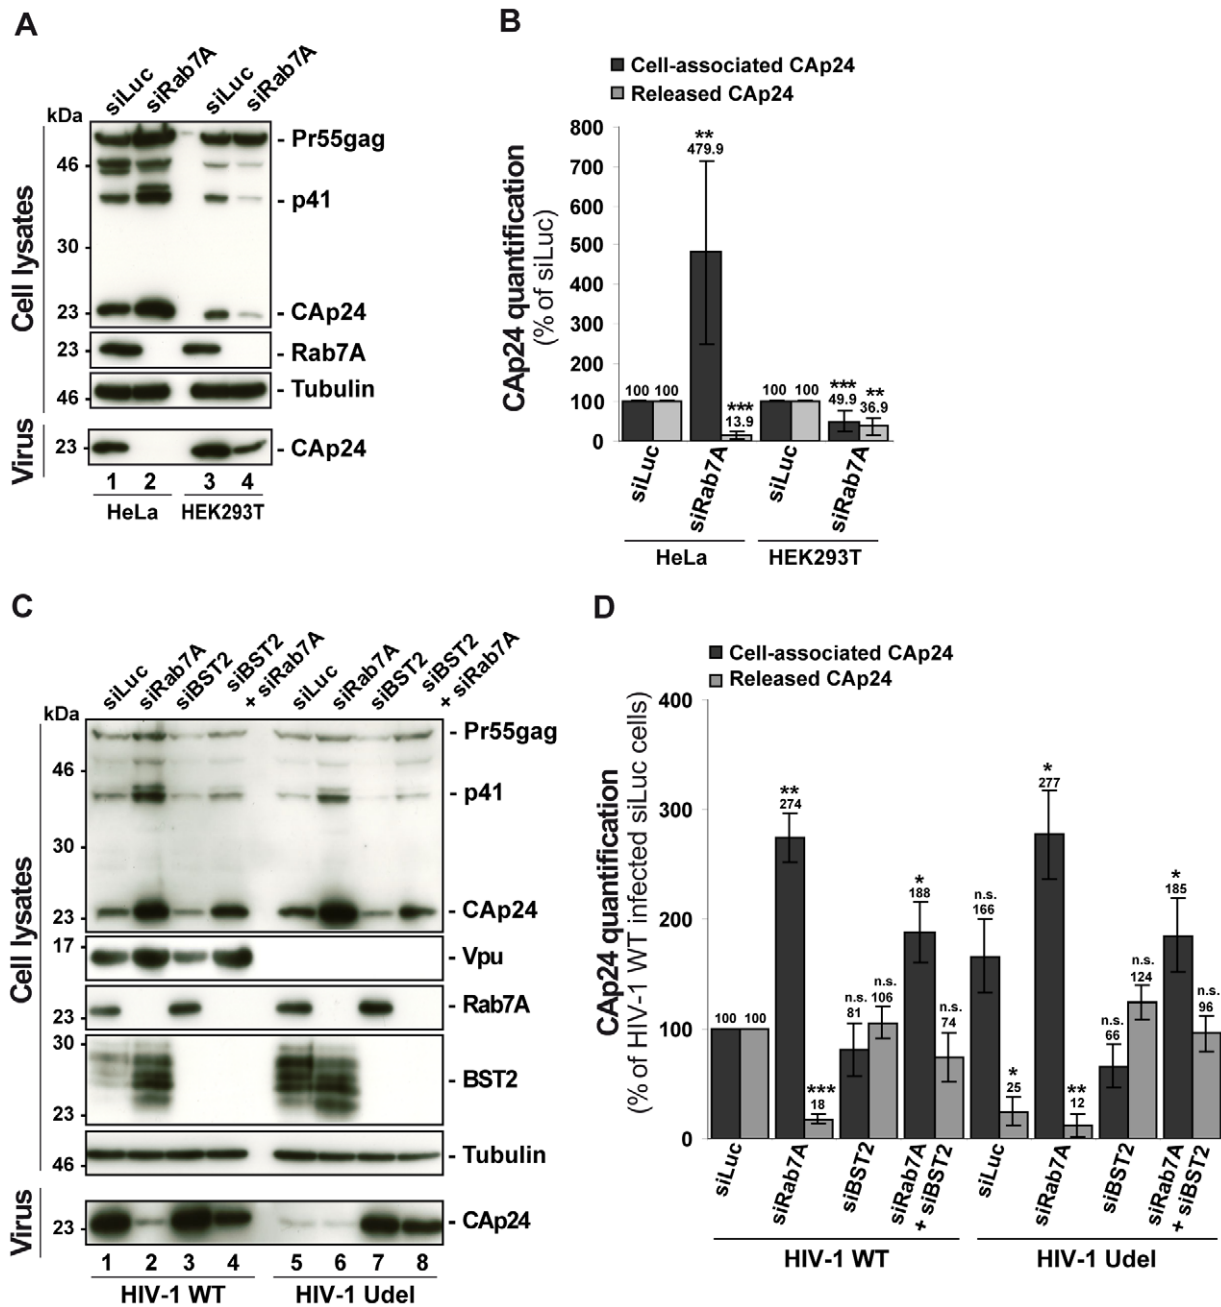 A
siLuc
siRab7A
siLuc
siRab7A
kDa
- Pr55gag
46 -
- p41
30 -
23 -
- CAp24
Cell lysates
23 -
- Rab7A
- Tubulin
46 -
Virus
23 -
- CAp24
1 2 3 4
HeLa HEK293T
B
Cell-associated CAp24
Released CAp24
CAp24 quantification
(% of siLuc)
800
700
600
500
400
300
200
100
0
100 100
**
479.9
***
13.9
100 100
***
49.9
**
36.9
siLuc
siRab7A
siLuc
siRab7A
HeLa HEK293T
C
siLuc
siRab7A
siBST2
siBST2
+ siRab7A
siLuc
siRab7A
siBST2
siBST2
+ siRab7A
kDa
- Pr55gag
46 -
- p41
30 -
23 -
- CAp24
Cell lysates
17 -
- Vpu
23 -
- Rab7A
30 -
- BST2
23 -
- Tubulin
46 -
Virus
23 -
- CAp24
1 2 3 4 5 6 7 8
HIV-1 WT HIV-1 Udel
D
Cell-associated CAp24
Released CAp24
CAp24 quantification
(% of HIV-1 WT infected siLuc cells)
400
300
200
100
0
100 100
**
274
***
18
n.s.
81
n.s.
106
*
188
n.s.
74
n.s.
166
*
25
*
277
**
12
n.s.
66
n.s.
124
*
185
n.s.
96
siLuc
siRab7A
siBST2
siRab7A
+ siBST2
siLuc
siRab7A
siBST2
siRab7A
+ siBST2
HIV-1 WT HIV-1 Udel